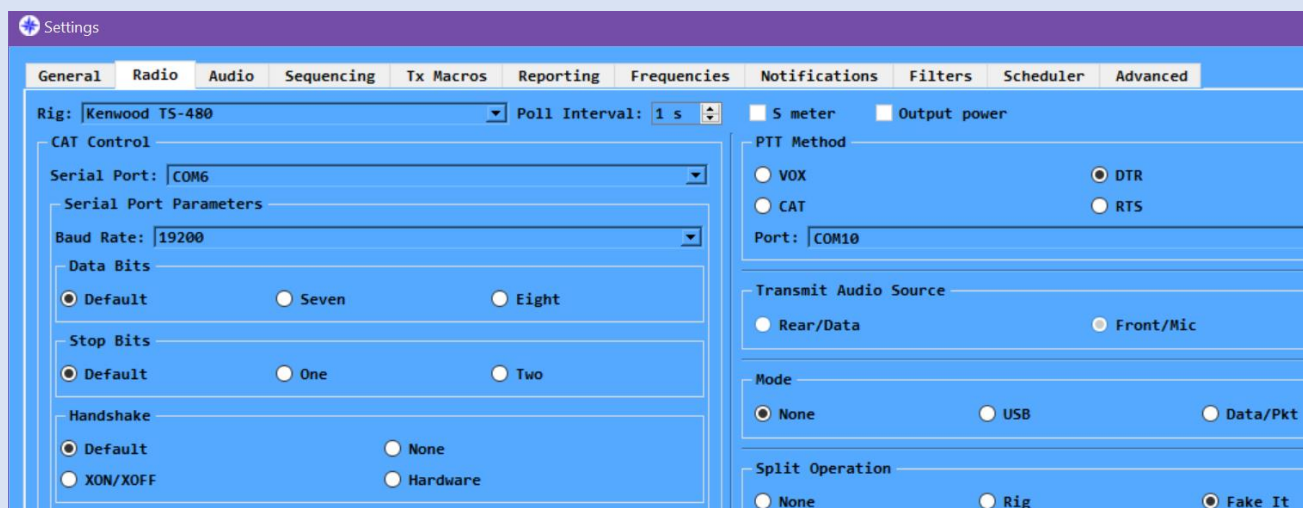 Settings
General Radio Audio Sequencing Tx Macros Reporting Frequencies Notifications Filters Scheduler Advanced
Rig: Kenwood TS-480 Poll Interval: 1 s S meter Output power
CAT Control
Serial Port: COM6
Serial Port Parameters
Baud Rate: 19200
Data Bits
Default Seven Eight
Stop Bits
Default One Two
Handshake
Default None
XON/XOFF Hardware
PTT Method
VOX DTR
CAT RTS
Port: COM10
Transmit Audio Source
Rear/Data Front/Mic
Mode
None USB Data/Pkt
Split Operation
None Rig Fake It